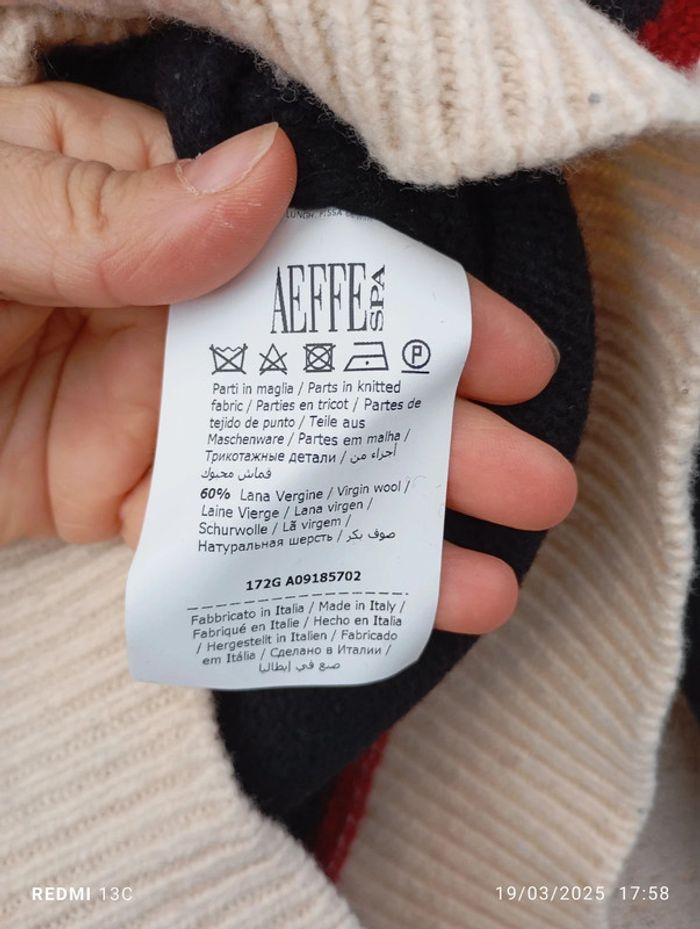 LUNGH. FISSA
AEFFE SPA
P
Parti in maglia / Parts in knitted
fabric / Parties en tricot / Partes de
tejido de punto / Teile aus
Maschenware / Partes em malha /
Трикотажные детали / أجزاء من
قماش محبوك
60% Lana Vergine / Virgin wool /
Laine Vierge / Lana virgen /
Schurwolle / Lã virgem /
Натуральная шерсть / صوف بكر
172G A09185702
Fabbricato in Italia / Made in Italy /
Fabriqué en Italie / Hecho en Italia
/ Hergestellt in Italien / Fabricado
em Itália / Сделано в Италии /
صنع في إيطاليا
REDMI 13C
19/03/2025 17:58